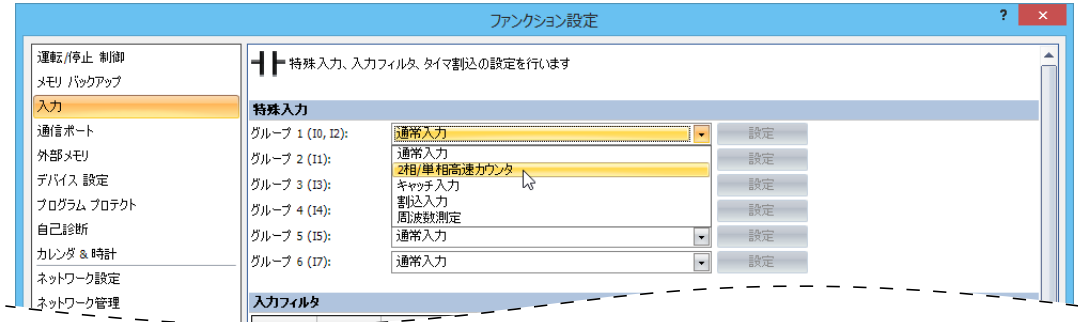 ファンクション設定
?
×
運転/停止 制御
メモリ バックアップ
入力
通信ポート
外部メモリ
デバイス 設定
プログラム プロテクト
自己診断
カレンダ & 時計
ネットワーク設定
ネットワーク管理
特殊入力、入力フィルタ、タイマ割込の設定を行います
特殊入力
グループ 1 (I0, I2): 通常入力 設定
グループ 2 (I1): 設定
グループ 3 (I3): 設定
グループ 4 (I4): 設定
通常入力
2相/単相高速カウンタ
キャッチ入力
割込入力
周波数測定
グループ 5 (I5): 通常入力 設定
グループ 6 (I7): 通常入力 設定
入力フィルタ